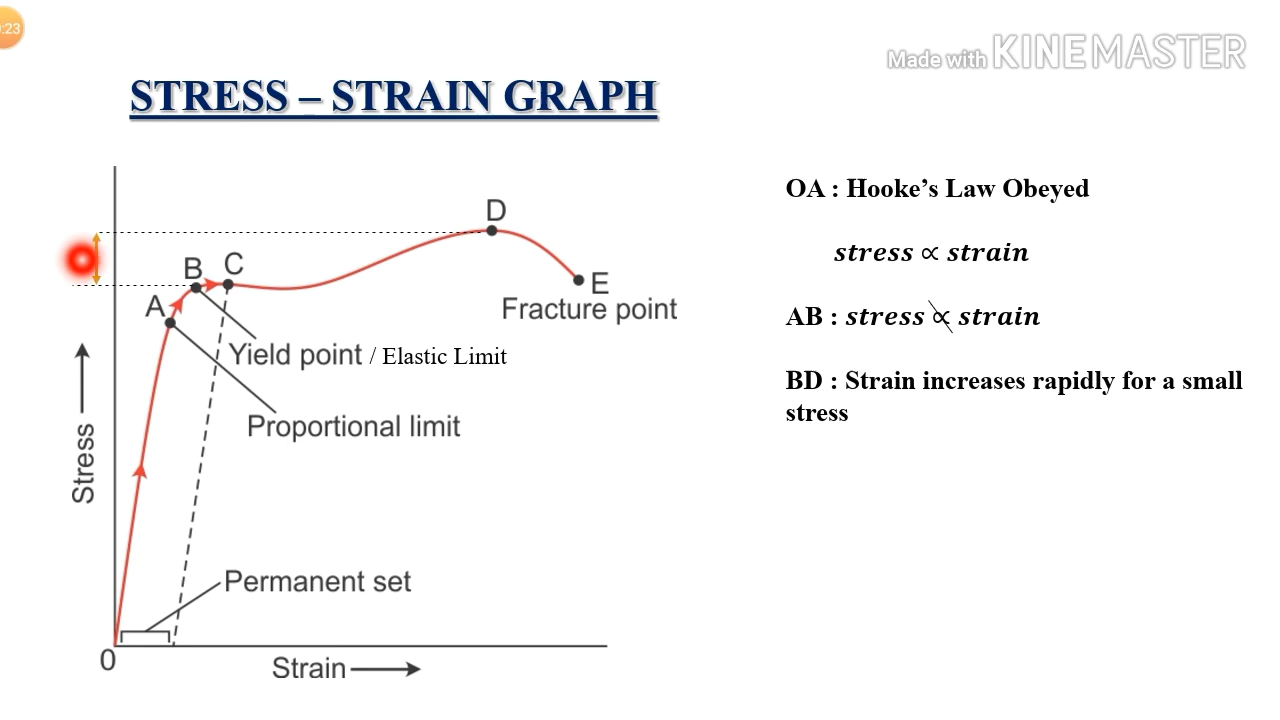 :23
Made with KINEMASTER
STRESS – STRAIN GRAPH
D
B
C
A
E
Fracture point
Yield point / Elastic Limit
Proportional limit
Stress
Permanent set
0
Strain
OA : Hooke’s Law Obeyed
stress ∝ strain
AB : stress ∝̸ strain
BD : Strain increases rapidly for a small
stress